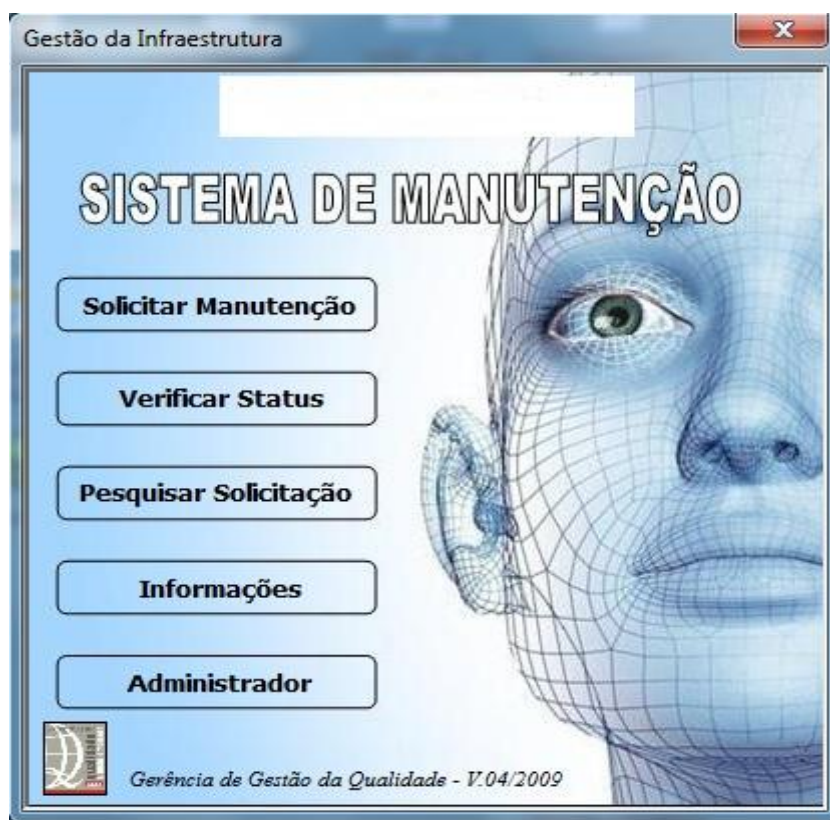 Gestão da Infraestrutura
SISTEMA DE MANUTENÇÃO
Solicitar Manutenção
Verificar Status
Pesquisar Solicitação
Informações
Administrador
Qualidade
Gerência de Gestão da Qualidade - V.04/2009